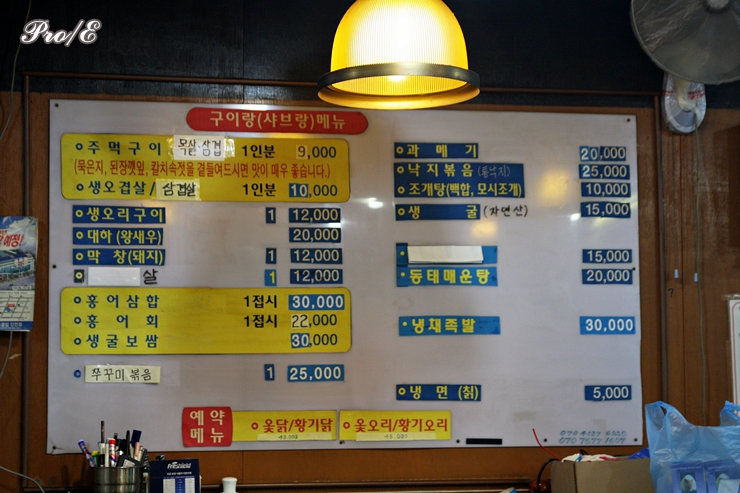 Pro/E
구이랑(샤브랑)메뉴
주먹구이 목살.삼겹 1인분 9,000
(묵은지, 된장깻잎, 갈치속젓을 곁들여드시면 맛이 매우 좋습니다.)
생오겹살/삼겹살 1인분 10,000
생오리구이 1 12,000
대하 (왕새우) 20,000
막 창(돼지) 1 12,000
살 1 12,000
홍어삼합 1접시 30,000
홍 어 회 1접시 22,000
생굴보쌈 30,000
쭈꾸미 볶음 1 25,000
과 메 기 20,000
낙지볶음 25,000
조개탕(백합, 모시조개) 10,000
생 굴 (자연산) 15,000
15,000
동태매운탕 20,000
냉채족발 30,000
냉 면 (칡) 5,000
예약
메뉴
옻닭/황기닭
옻오리/황기오리
Freshield